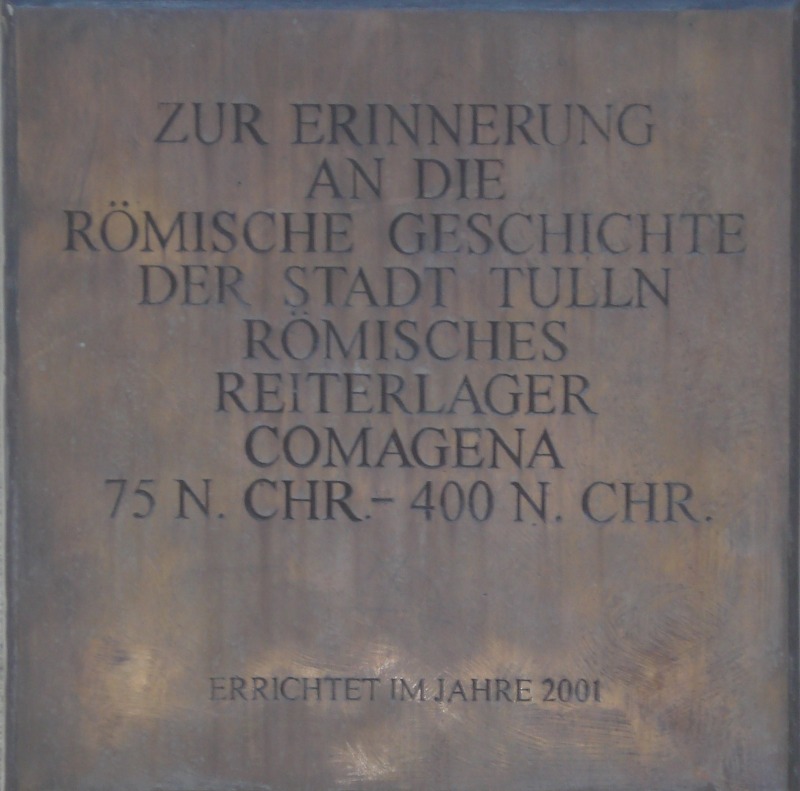 ZUR ERINNERUNG
AN DIE
RÖMISCHE GESCHICHTE
DER STADT TULLN
RÖMISCHES
REITERLAGER
COMAGENA
75 N. CHR.- 400 N. CHR.
ERRICHTET IM JAHRE 2001